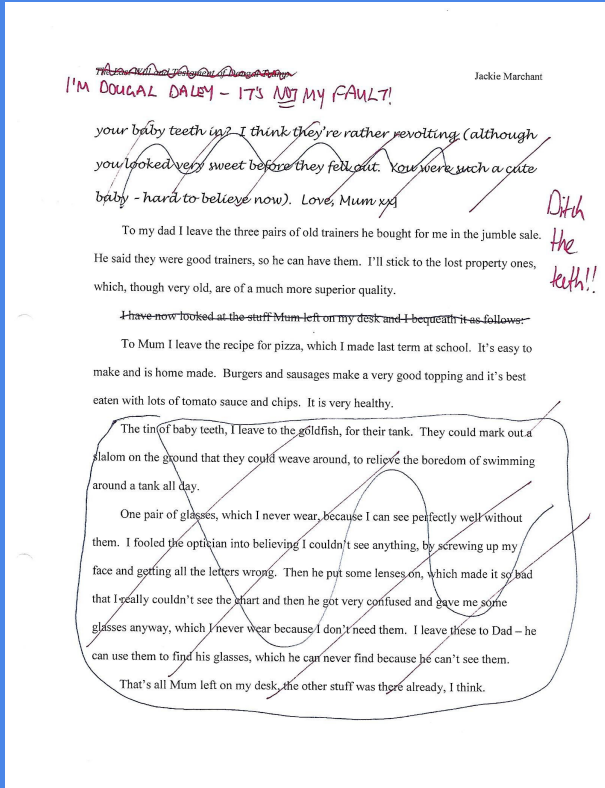 The Last Will and Testament of Dougal
Jackie Marchant
I'M DOUGAL DALEY - IT'S NOT MY FAULT!
your baby teeth in? I think they're rather revolting (although
you looked very sweet before they fell out. You were such a cute
baby - hard to believe now). Love, Mum xx
Ditch
the
teeth!!
To my dad I leave the three pairs of old trainers he bought for me in the jumble sale.
He said they were good trainers, so he can have them. I'll stick to the lost property ones,
which, though very old, are of a much more superior quality.
I have now looked at the stuff Mum left on my desk and I bequeath it as follows:
To Mum I leave the recipe for pizza, which I made last term at school. It's easy to
make and is home made. Burgers and sausages make a very good topping and it's best
eaten with lots of tomato sauce and chips. It is very healthy.
The tin of baby teeth, I leave to the goldfish, for their tank. They could mark out a
slalom on the ground that they could weave around, to relieve the boredom of swimming
around a tank all day.
One pair of glasses, which I never wear, because I can see perfectly well without
them. I fooled the optician into believing I couldn't see anything, by screwing up my
face and getting all the letters wrong. Then he put some lenses on, which made it so bad
that I really couldn't see the chart and then he got very confused and gave me some
glasses anyway, which I never wear because I don't need them. I leave these to Dad – he
can use them to find his glasses, which he can never find because he can't see them.
That's all Mum left on my desk, the other stuff was there already, I think.